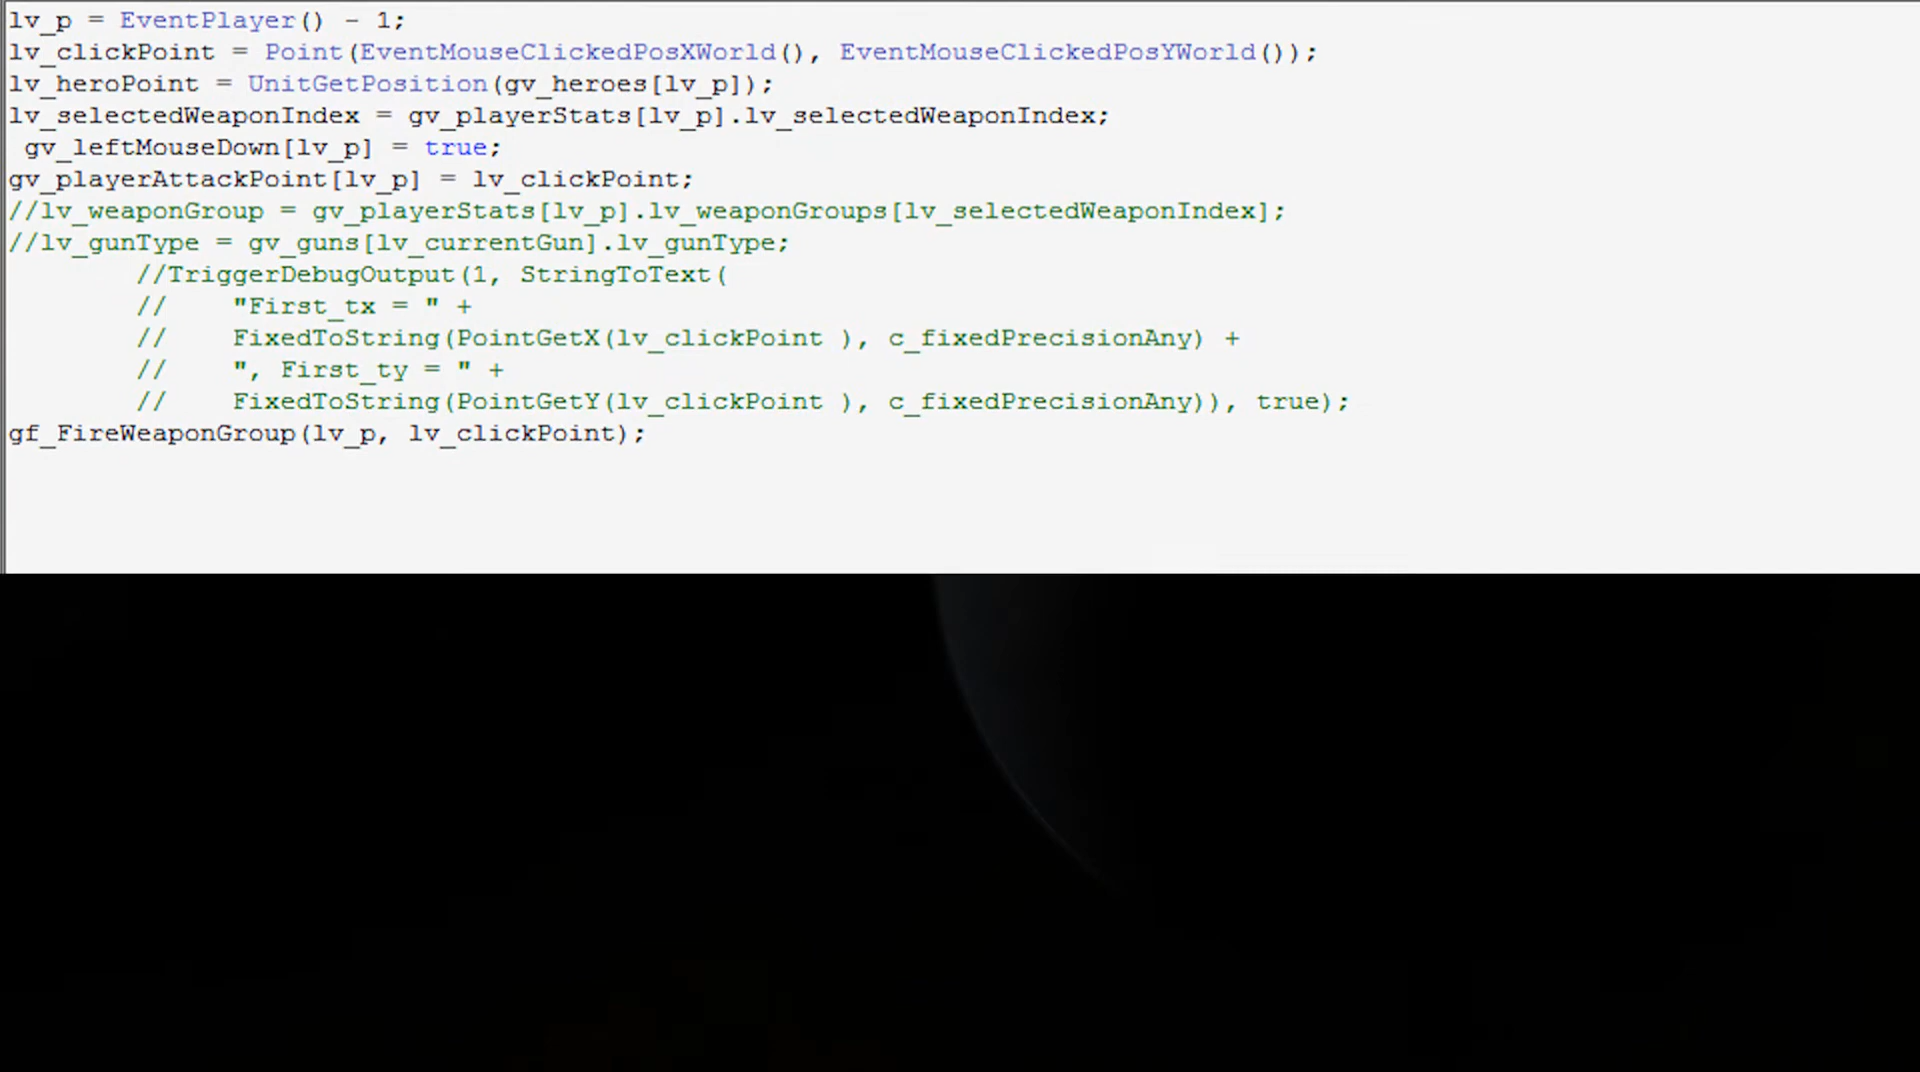 lv_p = EventPlayer() - 1;
lv_clickPoint = Point(EventMouseClickedPosXWorld(), EventMouseClickedPosYWorld());
lv_heroPoint = UnitGetPosition(gv_heroes[lv_p]);
lv_selectedWeaponIndex = gv_playerStats[lv_p].lv_selectedWeaponIndex;
gv_leftMouseDown[lv_p] = true;
gv_playerAttackPoint[lv_p] = lv_clickPoint;
//lv_weaponGroup = gv_playerStats[lv_p].lv_weaponGroups[lv_selectedWeaponIndex];
//lv_gunType = gv_guns[lv_currentGun].lv_gunType;
//TriggerDebugOutput(1, StringToText(
//    "First_tx = " +
//    FixedToString(PointGetX(lv_clickPoint ), c_fixedPrecisionAny) +
//    ", First_ty = " +
//    FixedToString(PointGetY(lv_clickPoint ), c_fixedPrecisionAny)), true);
gf_FireWeaponGroup(lv_p, lv_clickPoint);